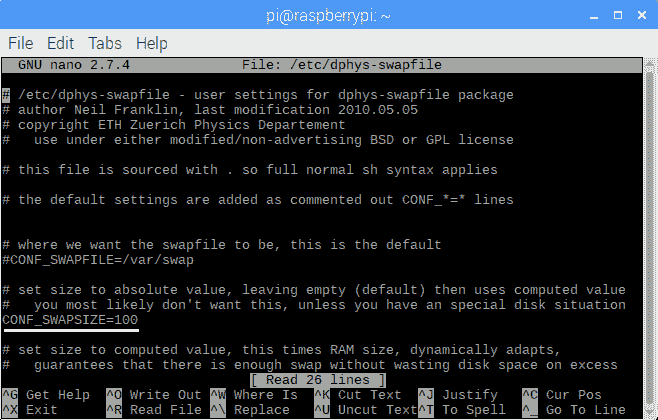 pi@raspberrypi: ~
File Edit Tabs Help
GNU nano 2.7.4 File: /etc/dphys-swapfile
# /etc/dphys-swapfile - user settings for dphys-swapfile package
# author Neil Franklin, last modification 2010.05.05
# copyright ETH Zuerich Physics Departement
#   use under either modified/non-advertising BSD or GPL license
# this file is sourced with . so full normal sh syntax applies
# the default settings are added as commented out CONF_*=* lines
# where we want the swapfile to be, this is the default
#CONF_SWAPFILE=/var/swap
# set size to absolute value, leaving empty (default) then uses computed value
#   you most likely don't want this, unless you have an special disk situation
CONF_SWAPSIZE=100
# set size to computed value, this times RAM size, dynamically adapts,
#   guarantees that there is enough swap without wasting disk space on excess
[ Read 26 lines ]
^G Get Help ^O Write Out ^W Where Is ^K Cut Text ^J Justify ^C Cur Pos
^X Exit ^R Read File ^\ Replace ^U Uncut Text ^T To Spell ^_ Go To Line